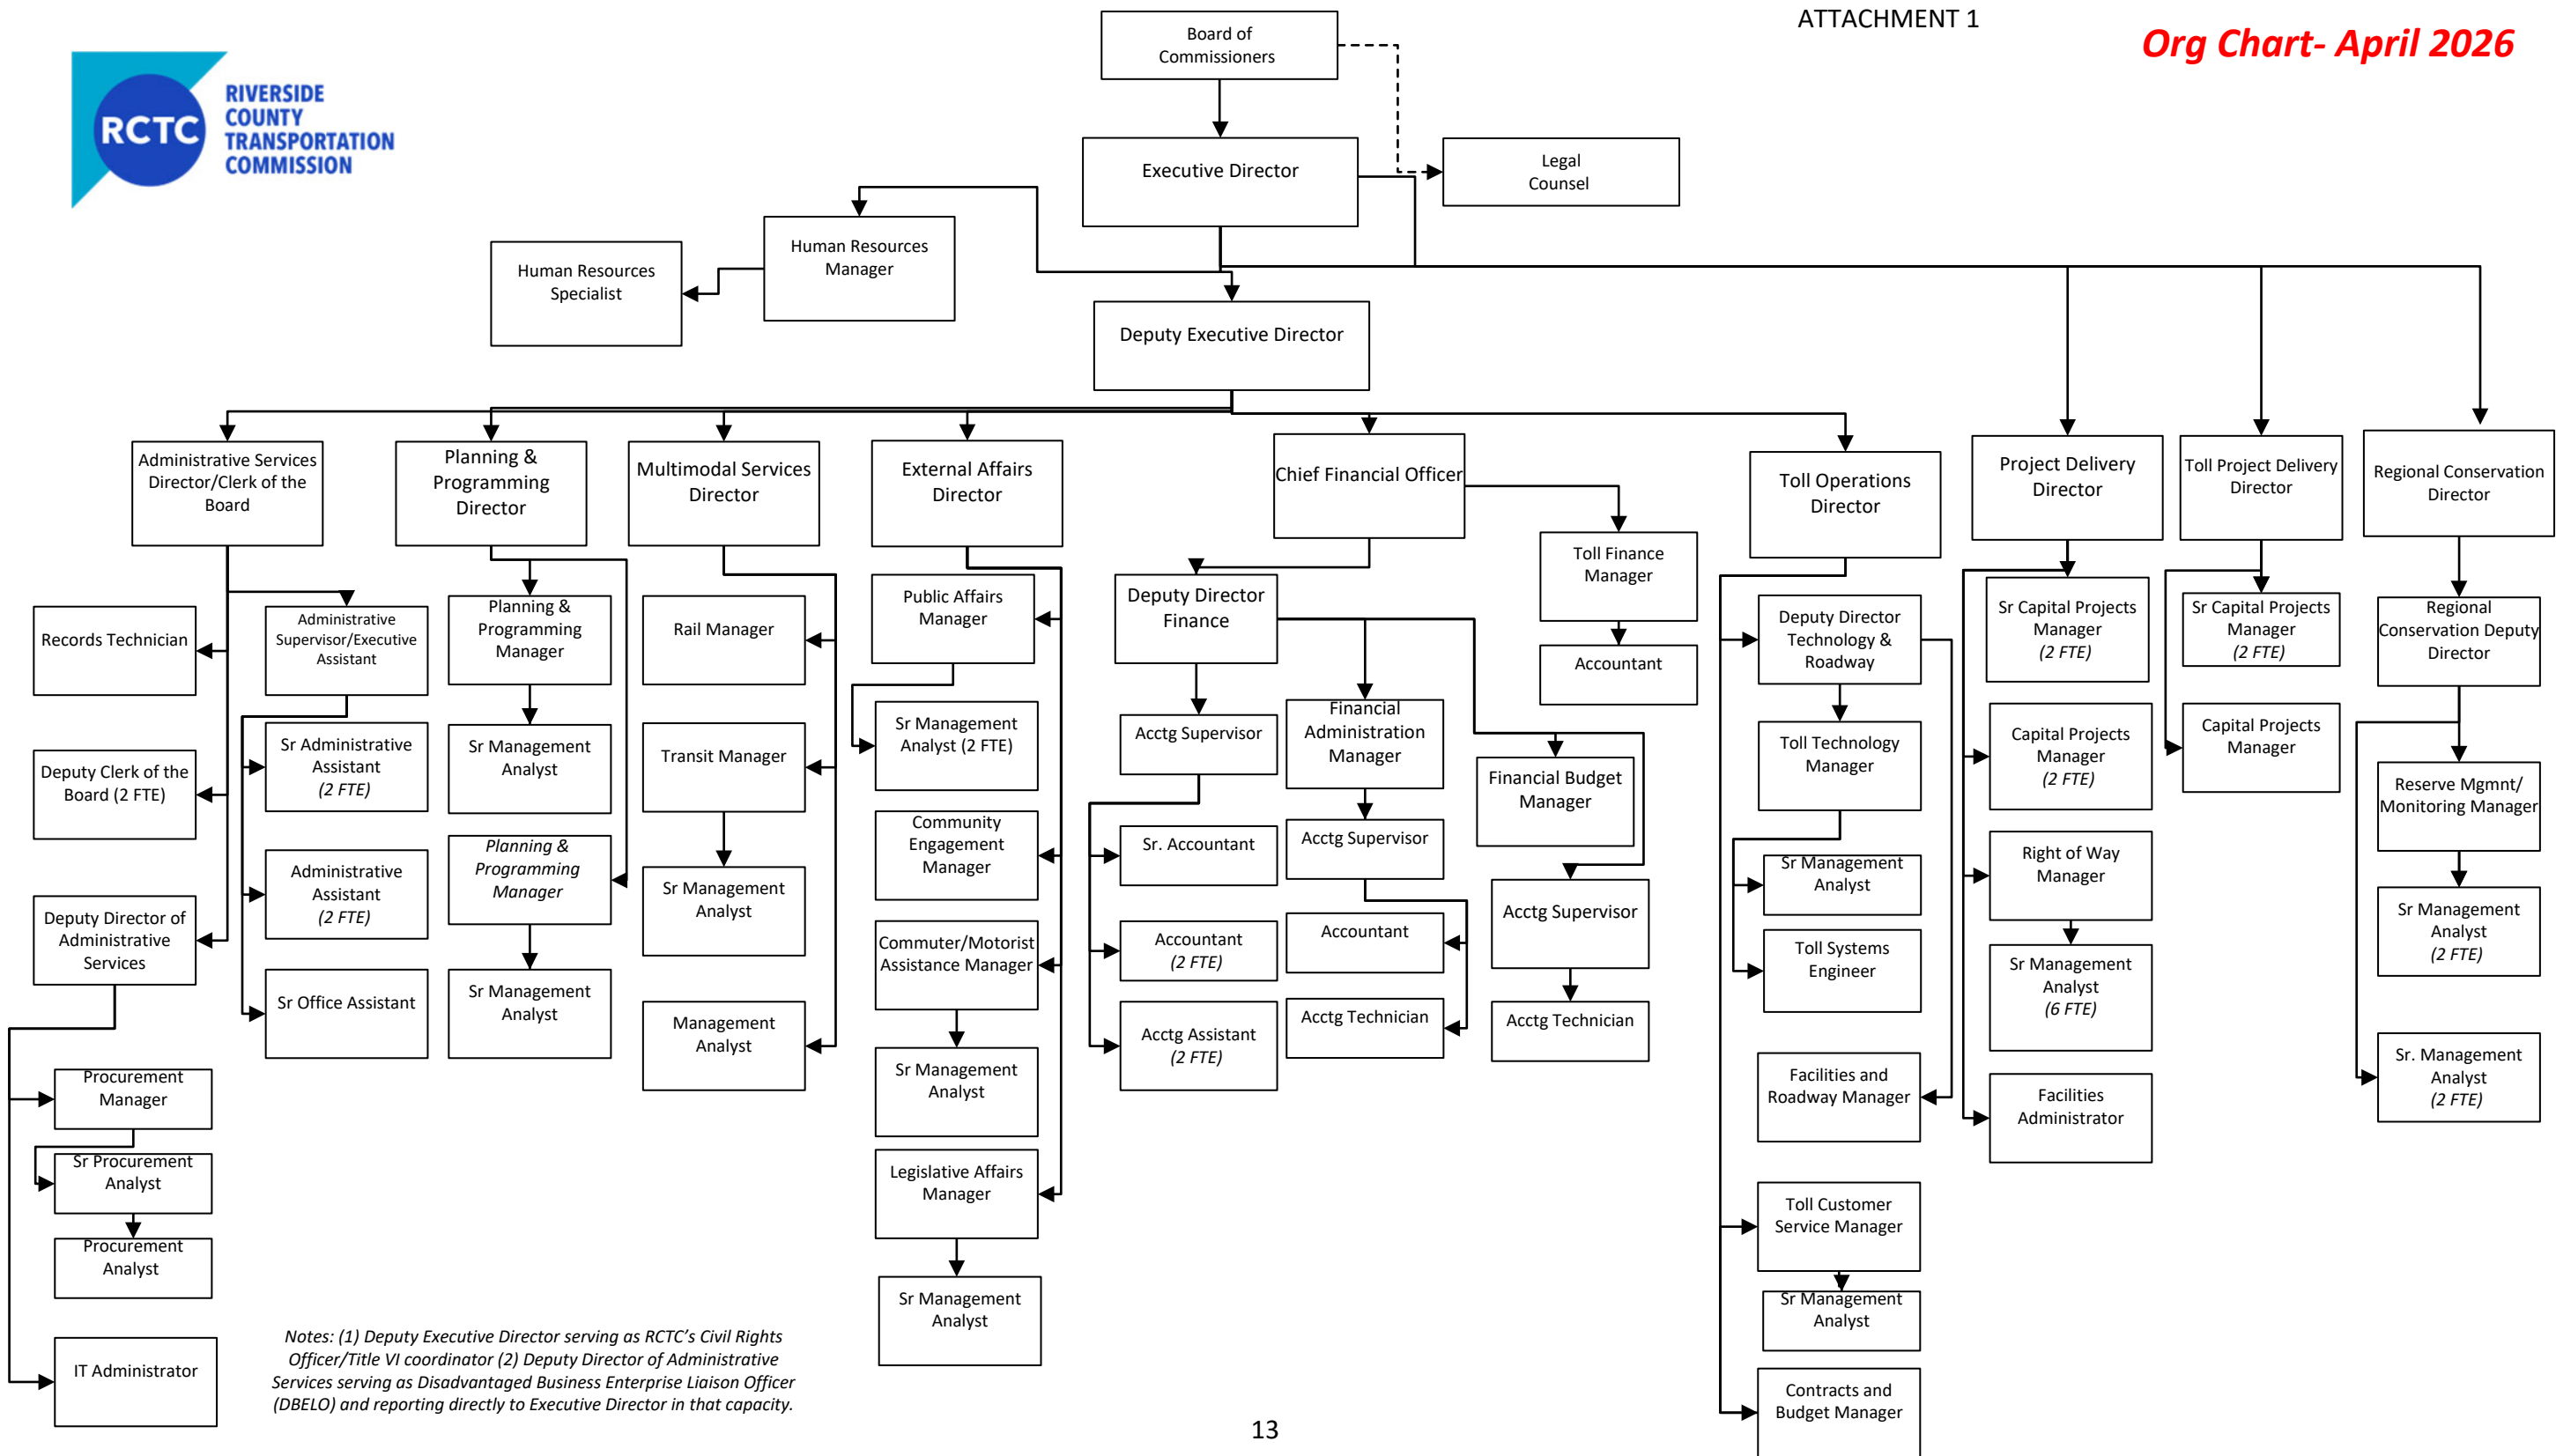 ATTACHMENT 1
Org Chart- April 2026
RCTC
RIVERSIDE
COUNTY
TRANSPORTATION
COMMISSION
Board of
Commissioners
Executive Director
Legal
Counsel
Human Resources
Manager
Human Resources
Specialist
Deputy Executive Director
Administrative Services
Director/Clerk of the
Board
Planning &
Programming
Director
Multimodal Services
Director
External Affairs
Director
Chief Financial Officer
Toll Operations
Director
Project Delivery
Director
Toll Project Delivery
Director
Regional Conservation
Director
Records Technician
Deputy Clerk of the
Board (2 FTE)
Deputy Director of
Administrative
Services
Procurement
Manager
Sr Procurement
Analyst
Procurement
Analyst
IT Administrator
Administrative
Supervisor/Executive
Assistant
Sr Administrative
Assistant
(2 FTE)
Administrative
Assistant
(2 FTE)
Sr Office Assistant
Planning &
Programming
Manager
Sr Management
Analyst
Planning &
Programming
Manager
Sr Management
Analyst
Rail Manager
Transit Manager
Sr Management
Analyst
Management
Analyst
Public Affairs
Manager
Sr Management
Analyst (2 FTE)
Community
Engagement
Manager
Commuter/Motorist
Assistance Manager
Sr Management
Analyst
Legislative Affairs
Manager
Sr Management
Analyst
Deputy Director
Finance
Acctg Supervisor
Sr. Accountant
Accountant
(2 FTE)
Acctg Assistant
(2 FTE)
Financial
Administration
Manager
Acctg Supervisor
Accountant
Acctg Technician
Financial Budget
Manager
Acctg Supervisor
Acctg Technician
Toll Finance
Manager
Accountant
Deputy Director
Technology &
Roadway
Toll Technology
Manager
Sr Management
Analyst
Toll Systems
Engineer
Facilities and
Roadway Manager
Toll Customer
Service Manager
Sr Management
Analyst
Contracts and
Budget Manager
Sr Capital Projects
Manager
(2 FTE)
Capital Projects
Manager
(2 FTE)
Right of Way
Manager
Sr Management
Analyst
(6 FTE)
Facilities
Administrator
Sr Capital Projects
Manager
(2 FTE)
Capital Projects
Manager
Regional
Conservation Deputy
Director
Reserve Mgmnt/
Monitoring Manager
Sr Management
Analyst
(2 FTE)
Sr. Management
Analyst
(2 FTE)
Notes: (1) Deputy Executive Director serving as RCTC’s Civil Rights
Officer/Title VI coordinator (2) Deputy Director of Administrative
Services serving as Disadvantaged Business Enterprise Liaison Officer
(DBELO) and reporting directly to Executive Director in that capacity.
13